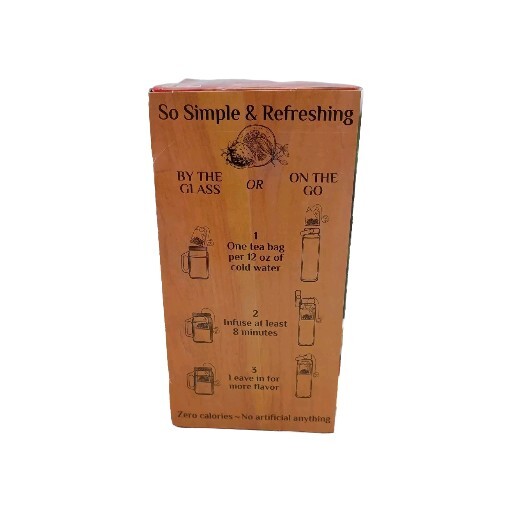 So Simple & Refreshing
BY THE
GLASS
OR
ON THE
GO
1
One tea bag
per 12 oz of
cold water
2
Infuse at least
8 minutes
3
Leave in for
more flavor
Zero calories ~ No artificial anything